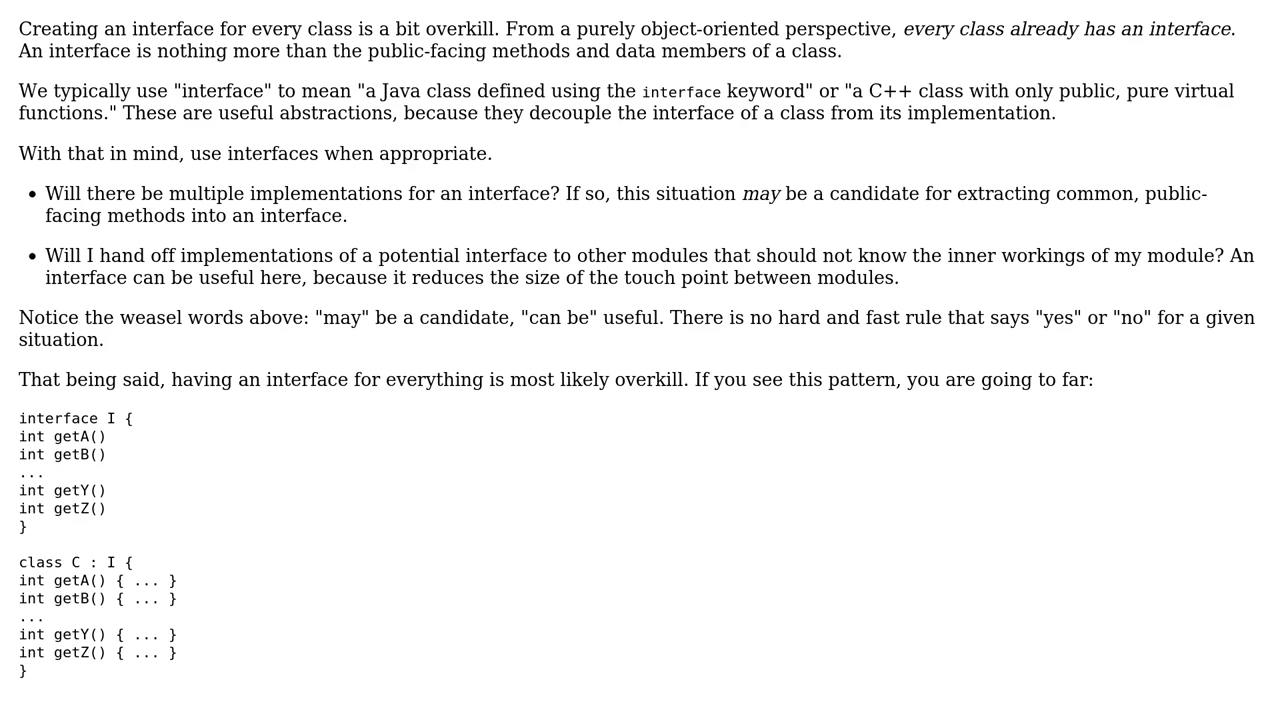 Creating an interface for every class is a bit overkill. From a purely object-oriented perspective, every class already has an interface.
An interface is nothing more than the public-facing methods and data members of a class.
We typically use "interface" to mean "a Java class defined using the interface keyword" or "a C++ class with only public, pure virtual
functions." These are useful abstractions, because they decouple the interface of a class from its implementation.
With that in mind, use interfaces when appropriate.
• Will there be multiple implementations for an interface? If so, this situation may be a candidate for extracting common, public-
facing methods into an interface.
• Will I hand off implementations of a potential interface to other modules that should not know the inner workings of my module? An
interface can be useful here, because it reduces the size of the touch point between modules.
Notice the weasel words above: "may" be a candidate, "can be" useful. There is no hard and fast rule that says "yes" or "no" for a given
situation.
That being said, having an interface for everything is most likely overkill. If you see this pattern, you are going to far:
interface I {
int getA()
int getB()
...
int getY()
int getZ()
}
class C : I {
int getA() { ... }
int getB() { ... }
...
int getY() { ... }
int getZ() { ... }
}